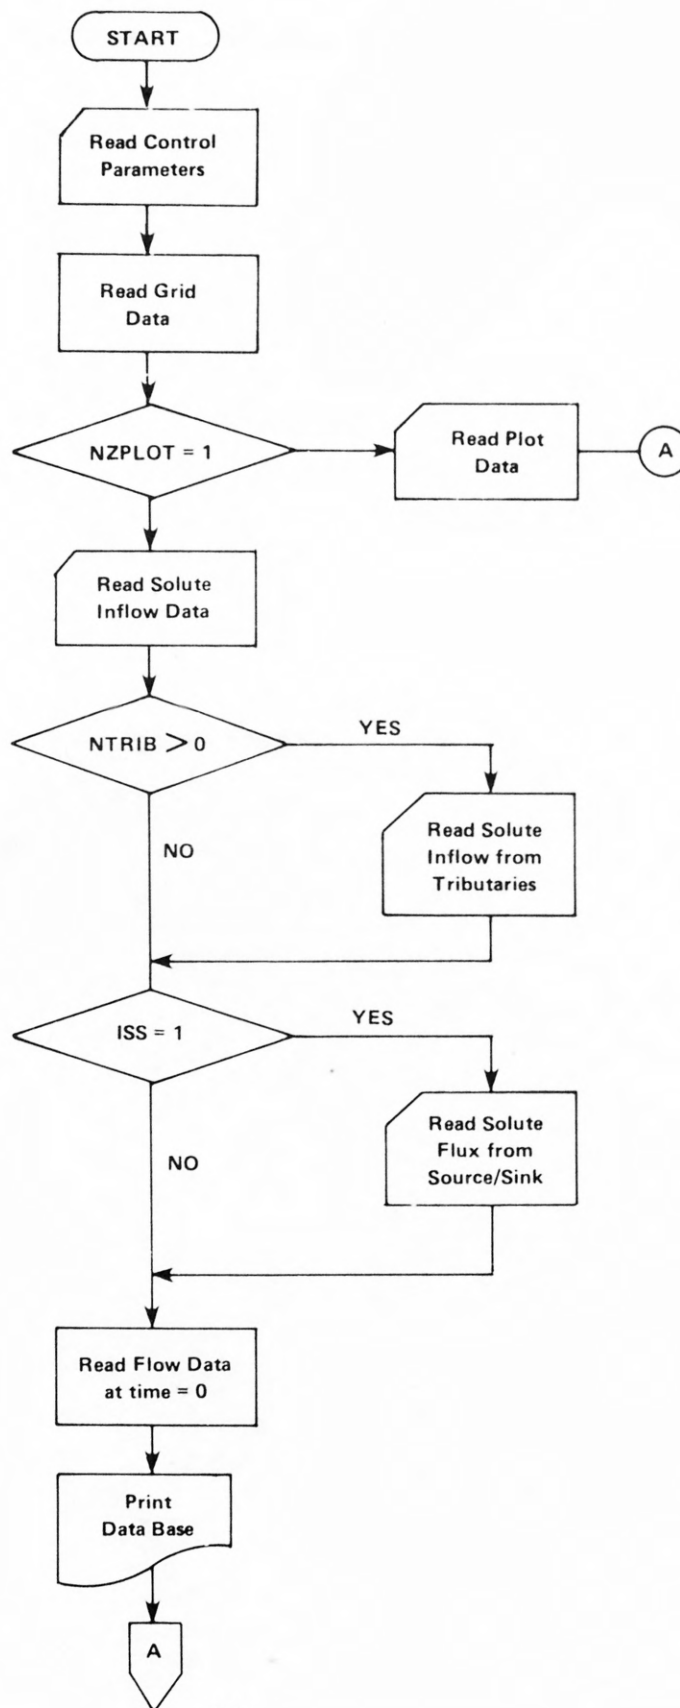 START
Read Control
Parameters
Read Grid
Data
NZPLOT = 1
Read Plot
Data
A
Read Solute
Inflow Data
NTRIB > 0
YES
NO
Read Solute
Inflow from
Tributaries
ISS = 1
YES
NO
Read Solute
Flux from
Source/Sink
Read Flow Data
at time = 0
Print
Data Base
A